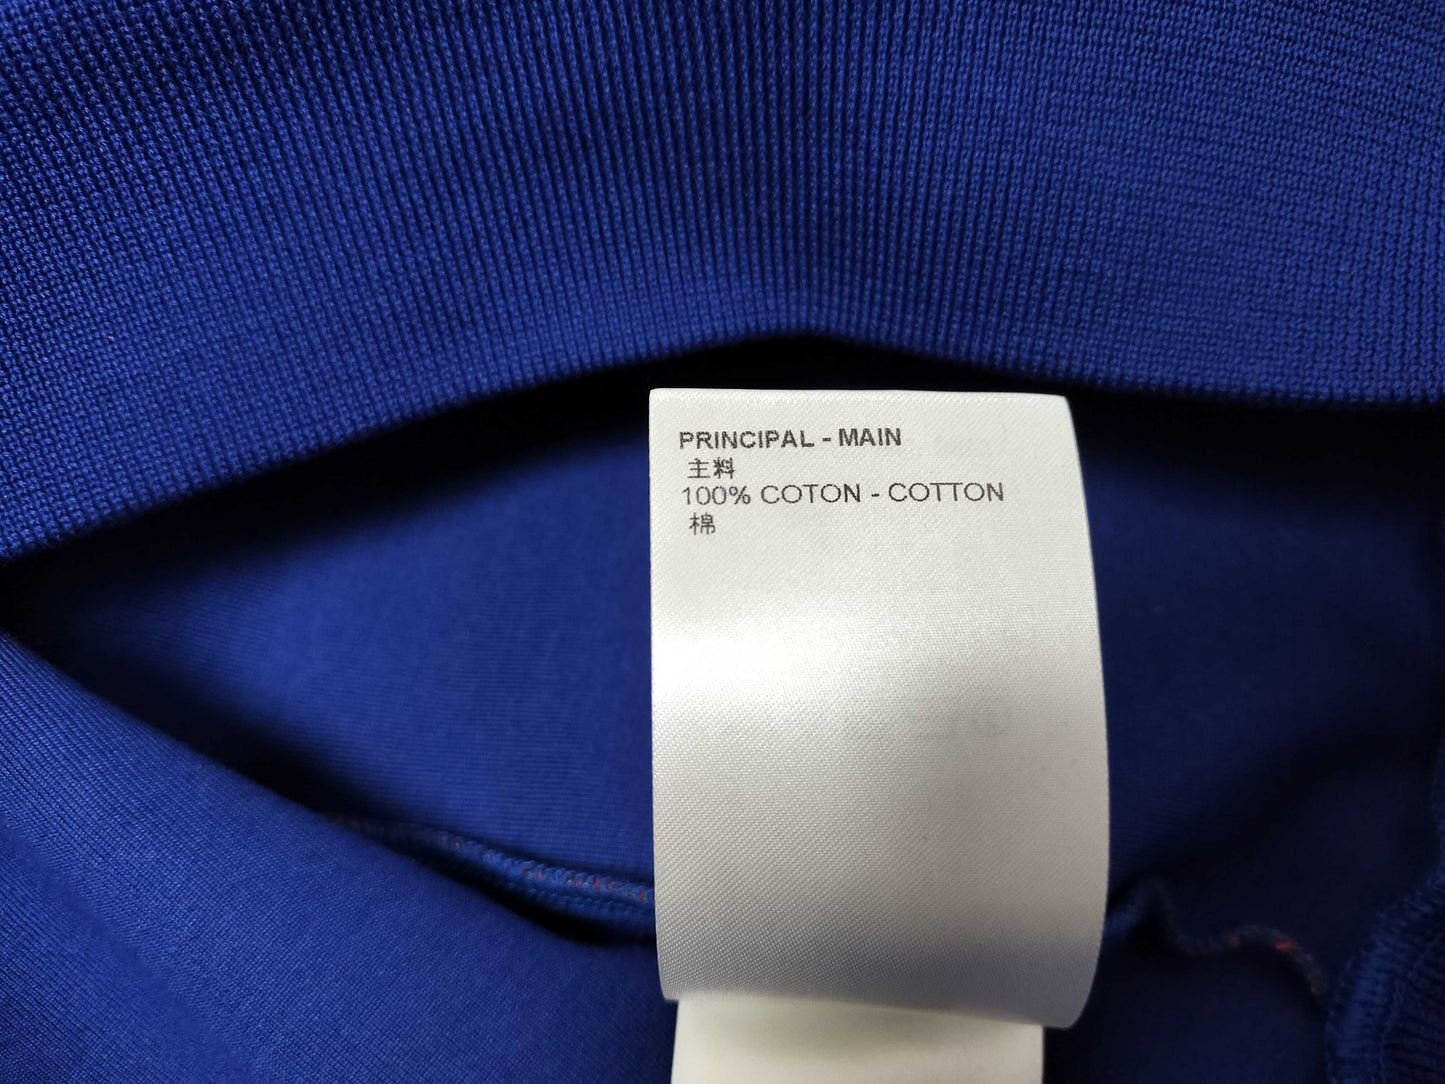 PRINCIPAL - MAIN
主料
100% COTON - COTTON
棉